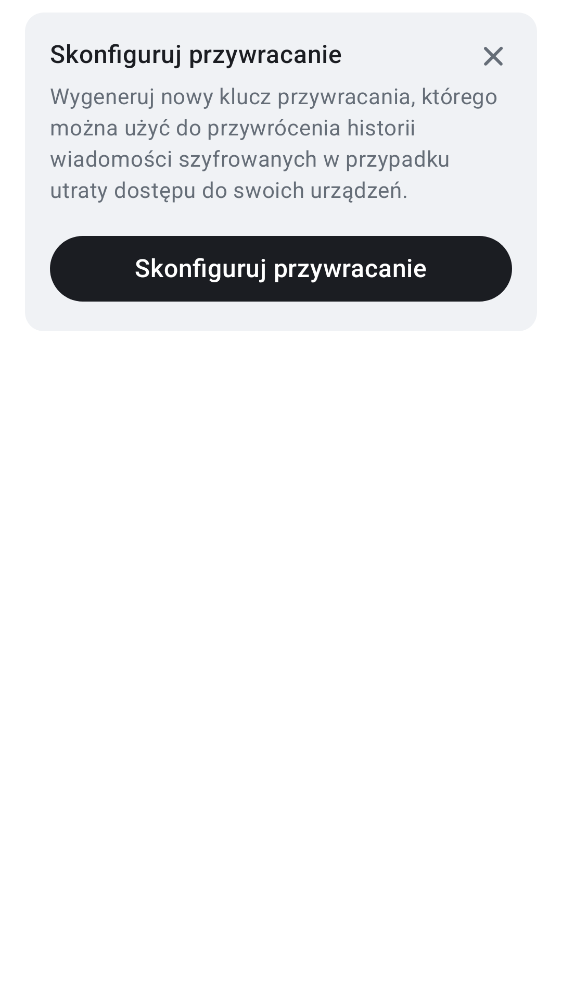 Skonfiguruj przywracanie
Wygeneruj nowy klucz przywracania, którego
można użyć do przywrócenia historii
wiadomości szyfrowanych w przypadku
utraty dostępu do swoich urządzeń.
Skonfiguruj przywracanie